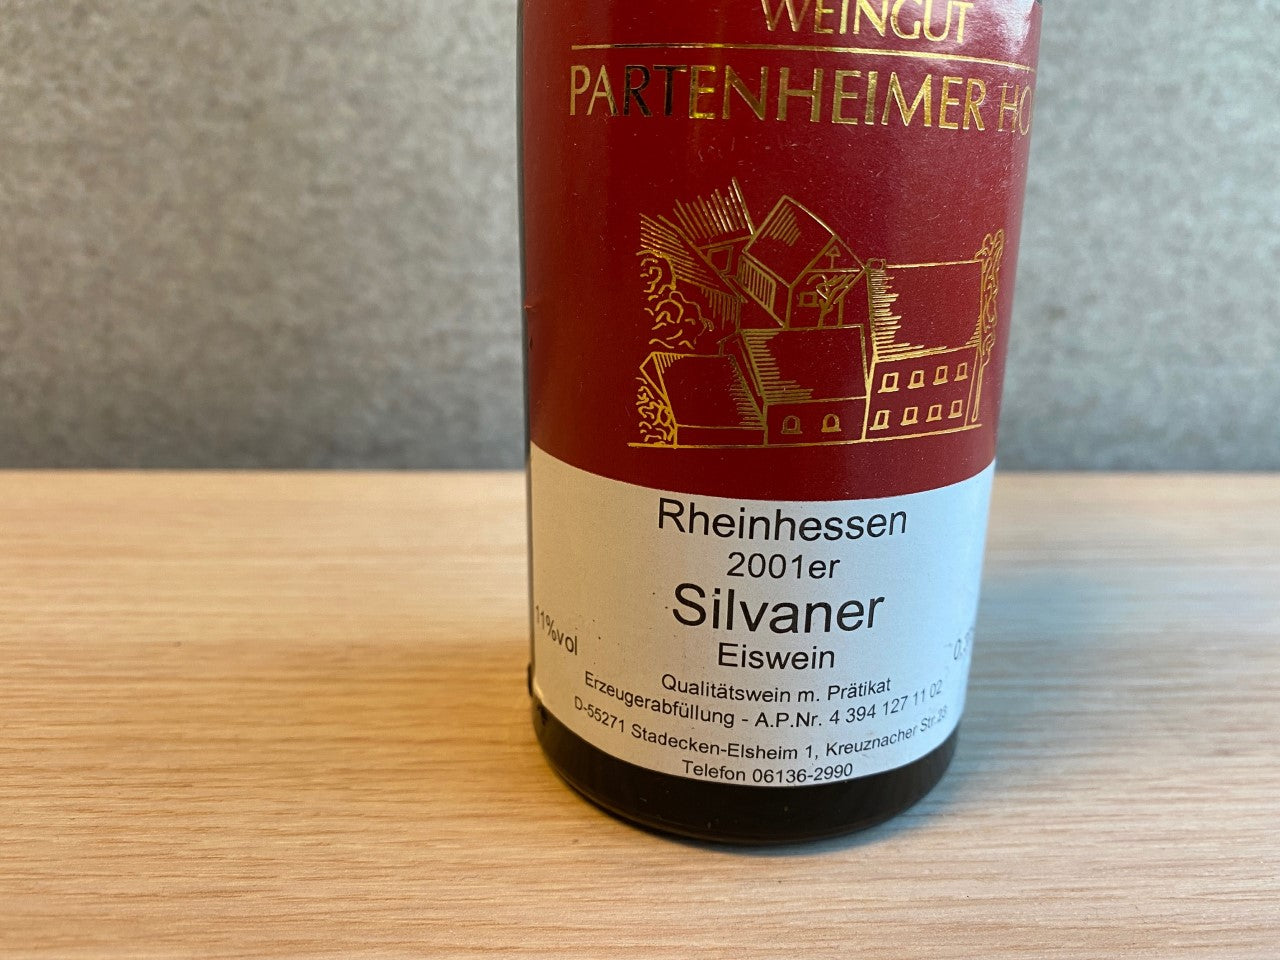 WEINGUT
PARTENHEIMER HO
Rheinhessen
2001er
Silvaner
Eiswein
11%vol
Qualitätswein m. Prätikat
Erzeugerabfüllung - A.P.Nr. 4 394 127 11 02
D-55271 Stadecken-Elsheim 1, Kreuznacher Str.23
Telefon 06136-2990